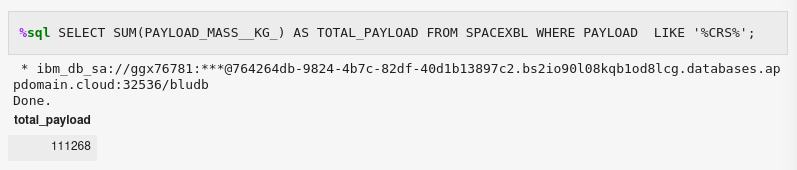 %sql SELECT SUM(PAYLOAD_MASS__KG_) AS TOTAL_PAYLOAD FROM SPACEXBL WHERE PAYLOAD  LIKE '%CRS%';
* ibm_db_sa://ggx76781:***@764264db-9824-4b7c-82df-40d1b13897c2.bs2io90l08kqb1od8lcg.databases.ap
pdomain.cloud:32536/bludb
Done.
total_payload
111268